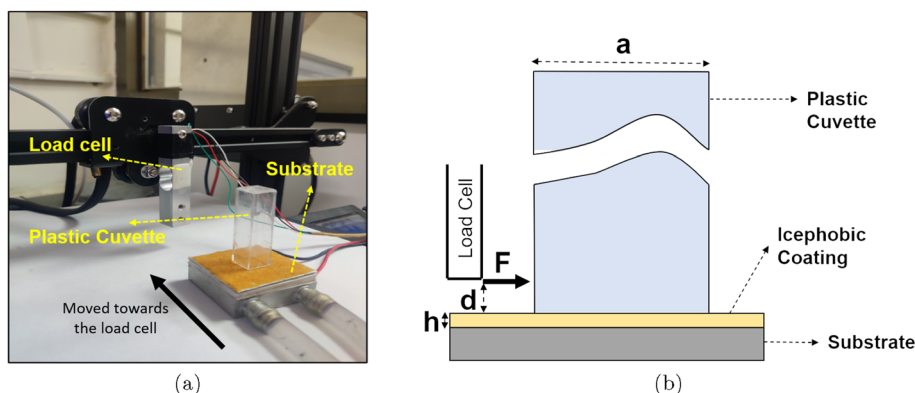 Load cell
Substrate
Plastic Cuvette
Moved towards
the load cell
(a)
a
Plastic
Cuvette
Load Cell
F
d
h
Icephobic
Coating
Substrate
(b)